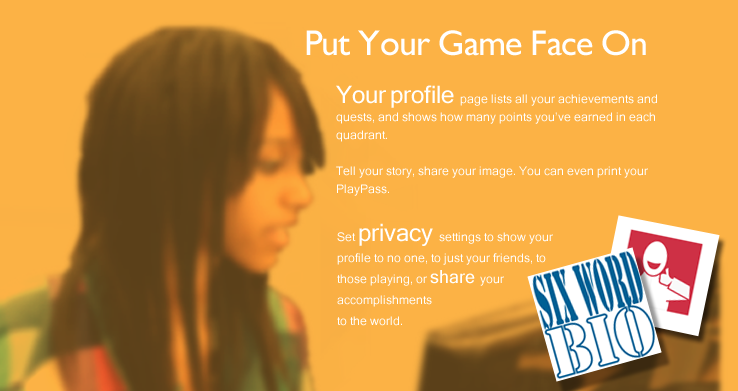 Put Your Game Face On
Your profile page lists all your achievements and
quests, and shows how many points you've earned in each
quadrant.
Tell your story, share your image. You can even print your
PlayPass.
Set privacy settings to show your
profile to no one, to just your friends, to
those playing, or share your
accomplishments
to the world.
SIX WORD
BIO